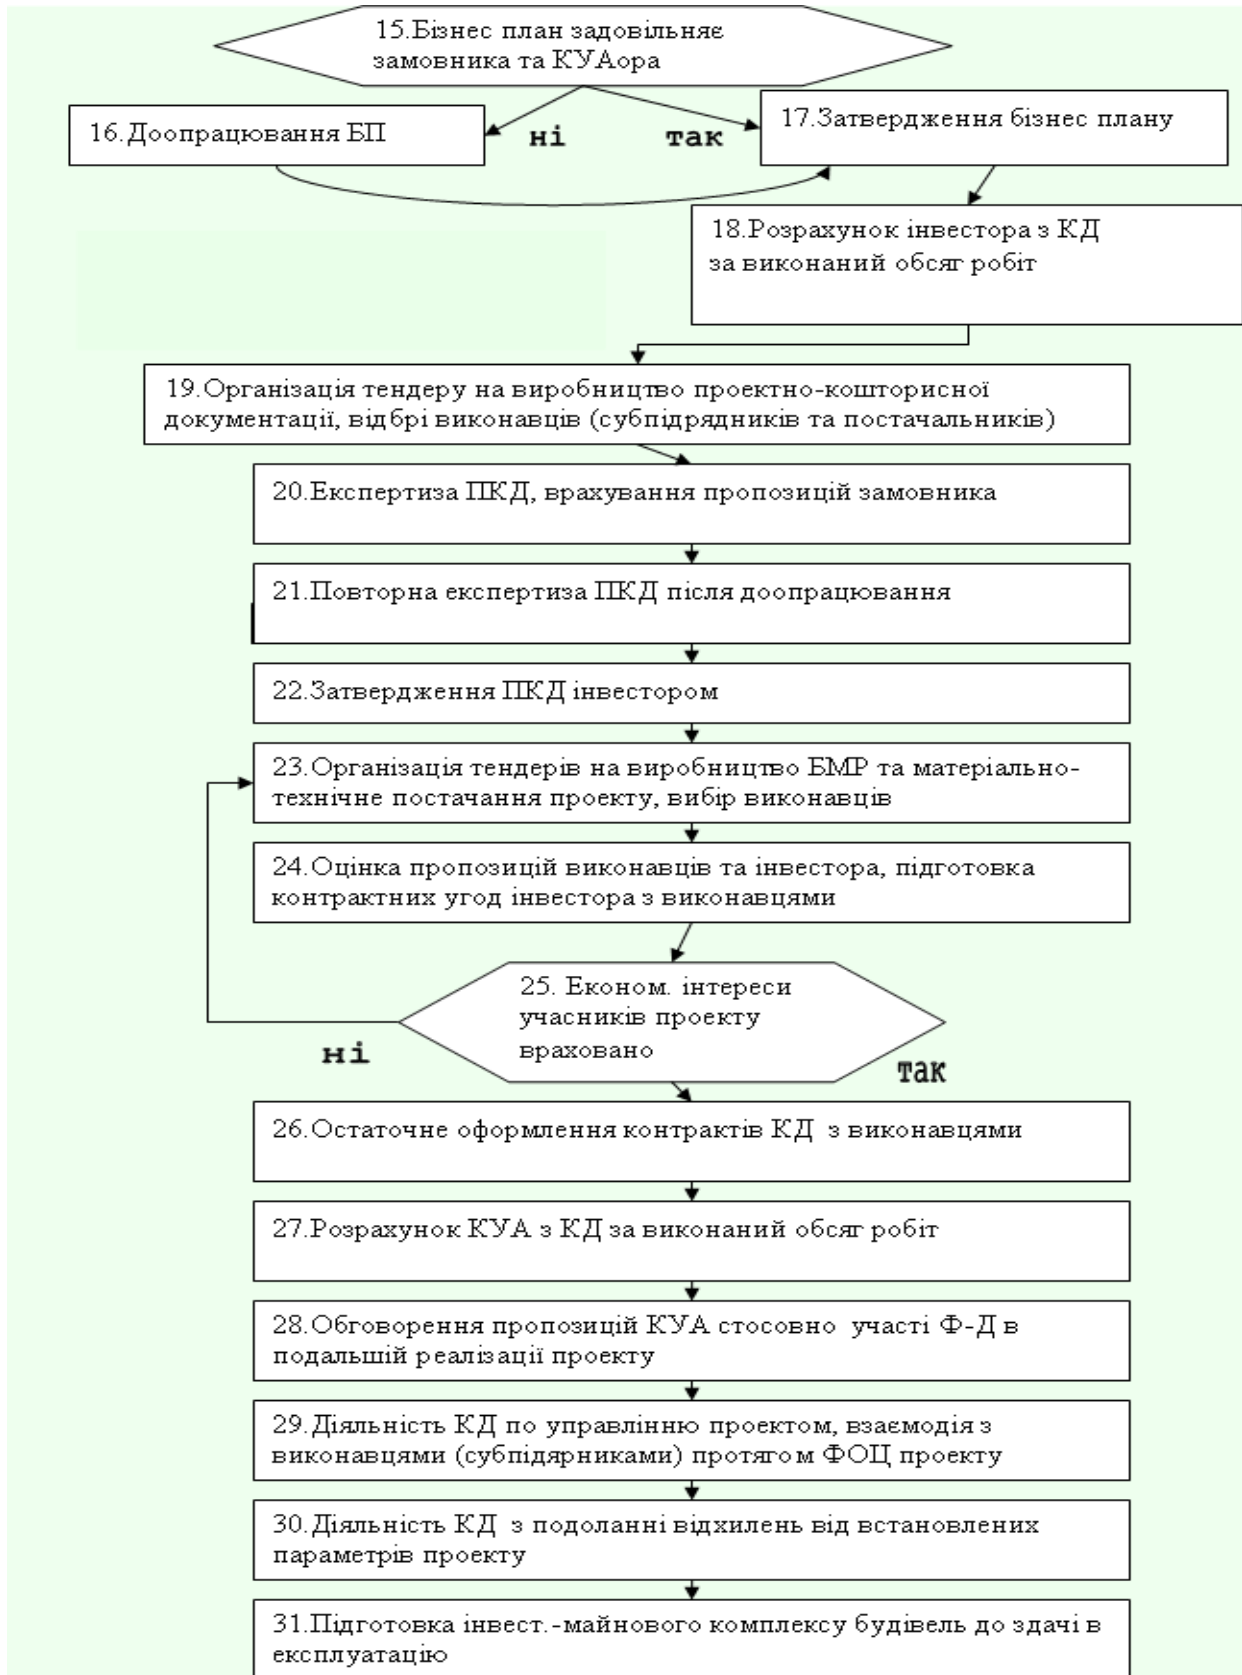 15.Бізнес план задовільняє
замовника та КУАора
16.Доопрацювання БП
ні
так
17.Затвердження бізнес плану
18.Розрахунок інвестора з КД
за виконаний обсяг робіт
19.Організація тендеру на виробництво проектно-кошторисної
документації, відбрі виконавців (субпідрядників та постачальників)
20.Експертиза ПКД, врахування пропозицій замовника
21.Повторна експертиза ПКД після доопрацювання
22.Затвердження ПКД інвестором
23.Організація тендерів на виробництво БМР та матеріально-
технічне постачання проекту, вибір виконавців
24.Оцінка пропозицій виконавців та інвестора, підготовка
контрактних угод інвестора з виконавцями
25. Економ. інтереси
учасників проекту
враховано
ні
так
26.Остаточне оформлення контрактів КД з виконавцями
27.Розрахунок КУА з КД за виконаний обсяг робіт
28.Обговорення пропозицій КУА стосовно участі Ф-Д в
подальшій реалізації проекту
29.Діяльність КД по управлінню проектом, взаємодія з
виконавцями (субпідярниками) протягом ФОЦ проекту
30.Діяльність КД з подоланні відхилень від встановлених
параметрів проекту
31.Підготовка інвест.-майнового комплексу будівель до здачі в
експлуатацію